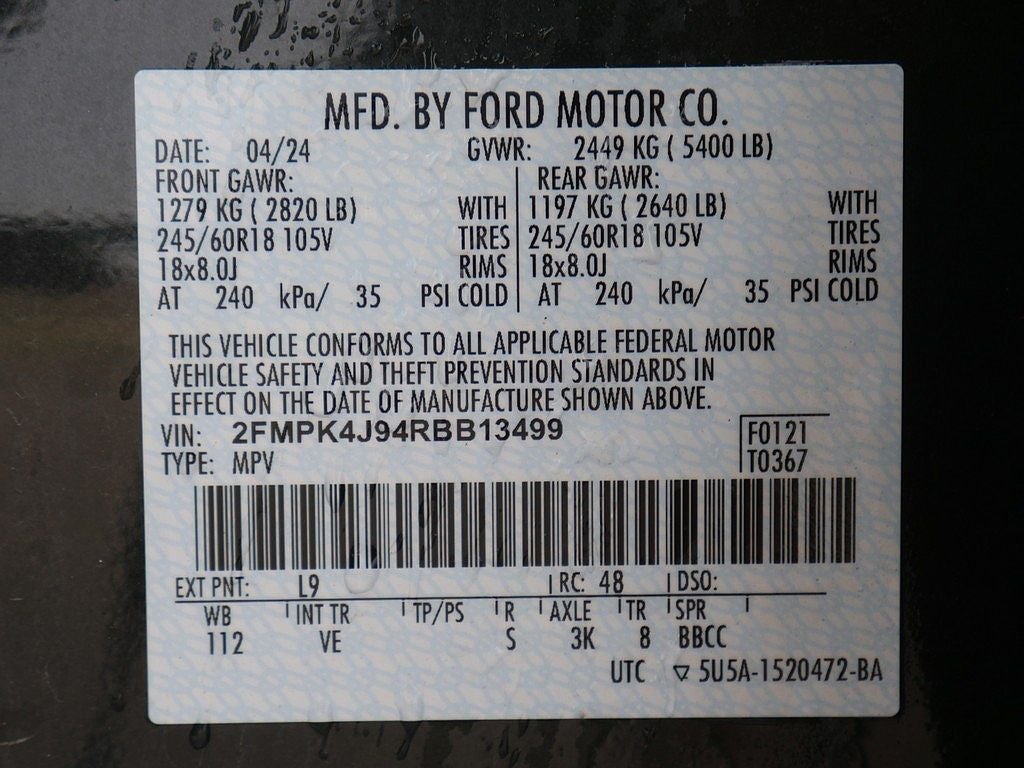 MFD. BY FORD MOTOR CO.
DATE: 04/24 GVWR: 2449 KG ( 5400 LB)
FRONT GAWR: REAR GAWR:
1279 KG ( 2820 LB) WITH 1197 KG ( 2640 LB) WITH
245/60R18 105V TIRES 245/60R18 105V TIRES
18x8.0J RIMS 18x8.0J RIMS
AT 240 kPa/ 35 PSI COLD AT 240 kPa/ 35 PSI COLD
THIS VEHICLE CONFORMS TO ALL APPLICABLE FEDERAL MOTOR
VEHICLE SAFETY AND THEFT PREVENTION STANDARDS IN
EFFECT ON THE DATE OF MANUFACTURE SHOWN ABOVE.
VIN: 2FMPK4J94RBB13499 F0121
TYPE: MPV T0367
EXT PNT: L9 RC: 48 DSO:
WB INT TR TP/PS R AXLE TR SPR
112 VE S 3K 8 BBCC
UTC ▽ 5U5A-1520472-BA